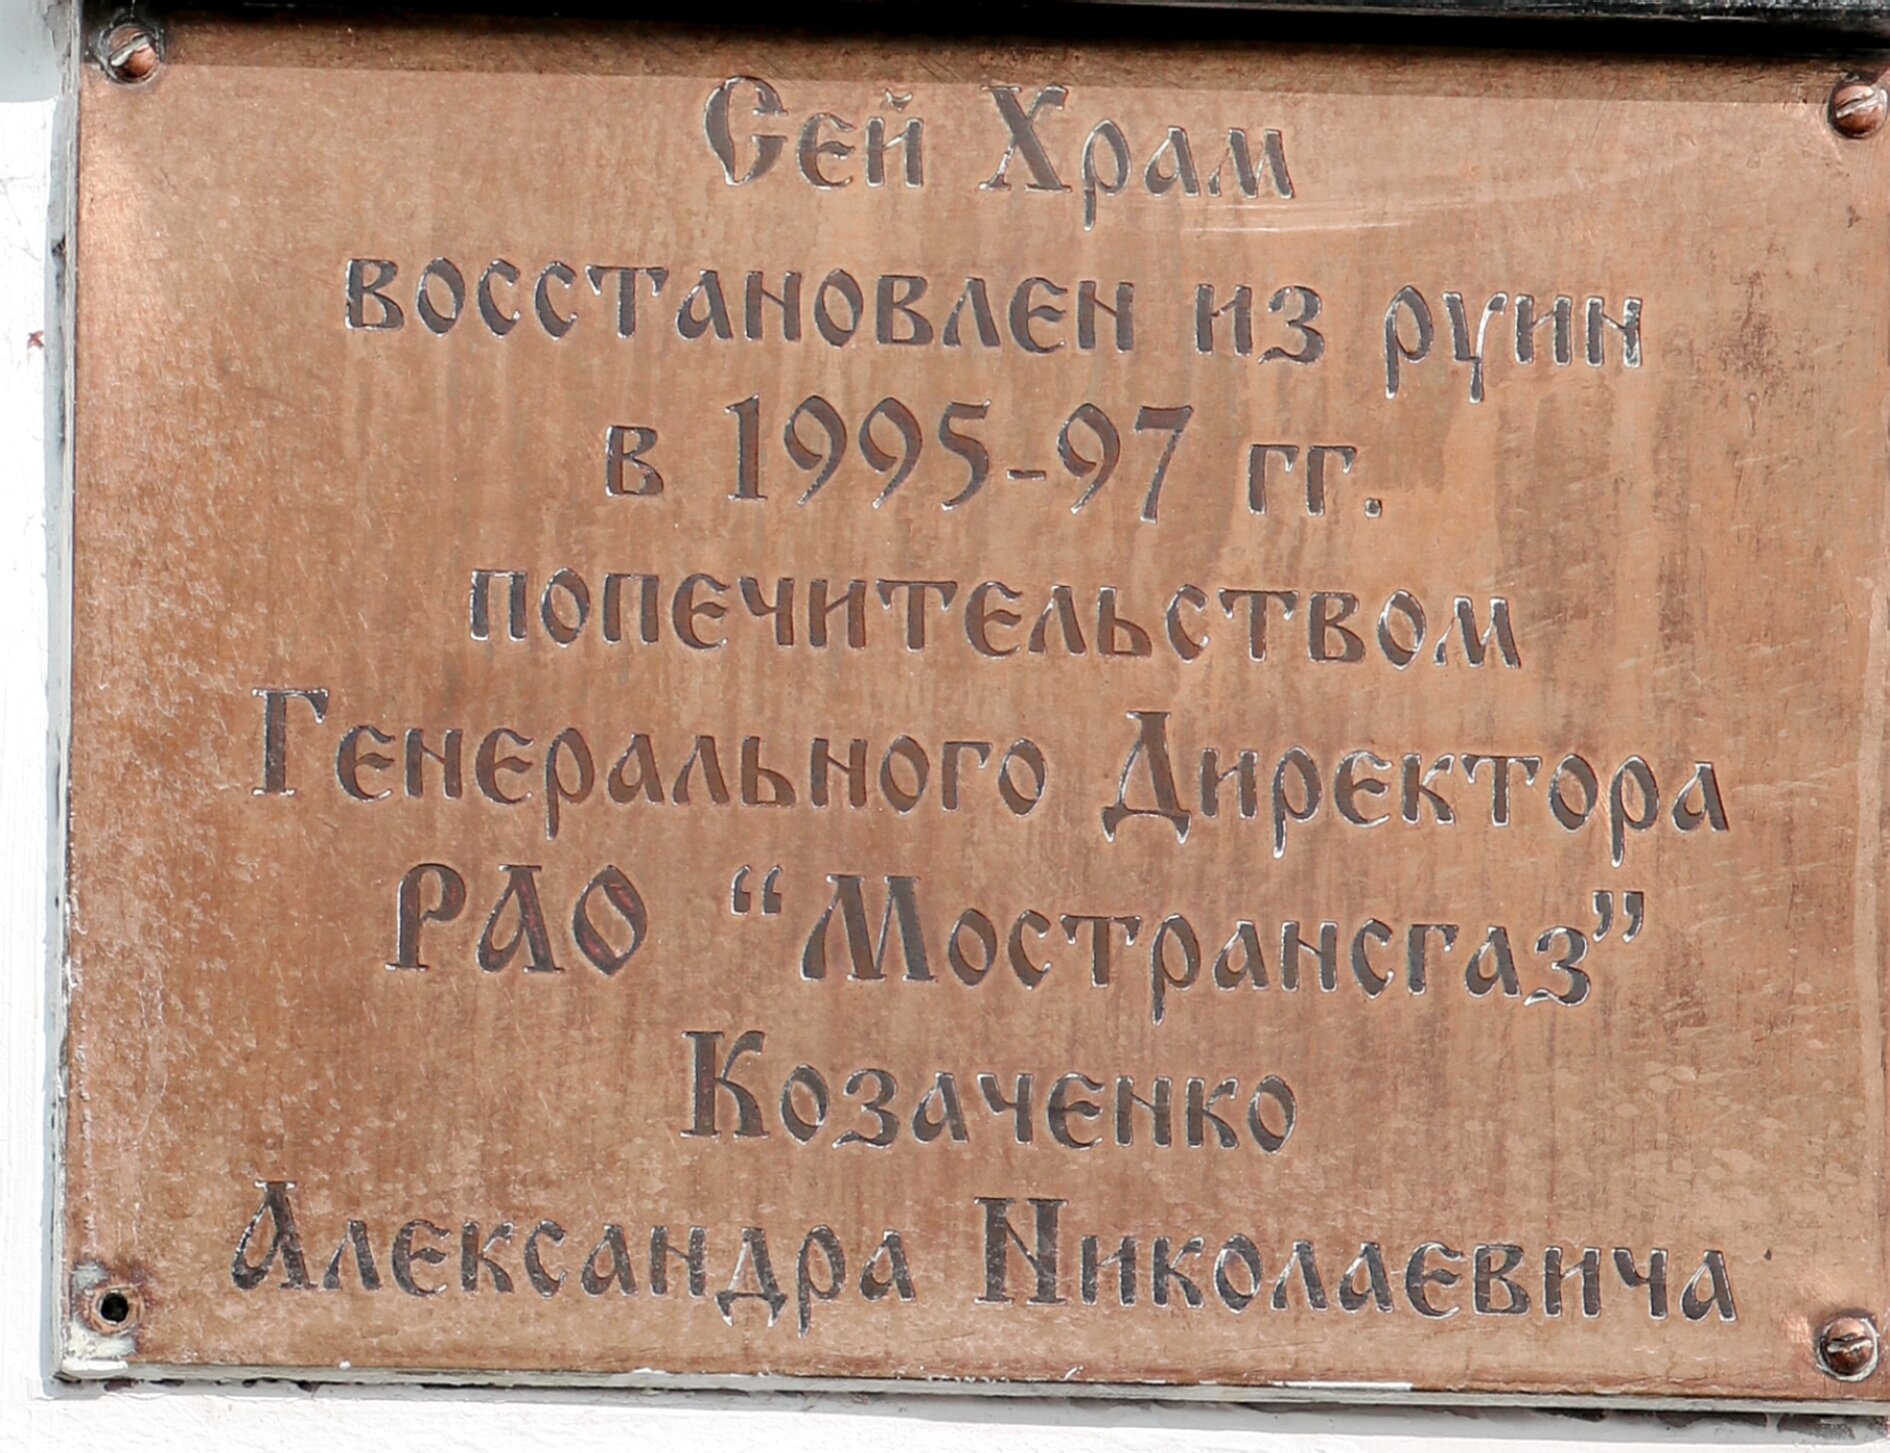 Сей Храм
восстановлен из руин
в 1995-97 гг.
попечительством
Генерального Директора
РАО “Мострансгаз”
Козаченко
Александра Николаевича